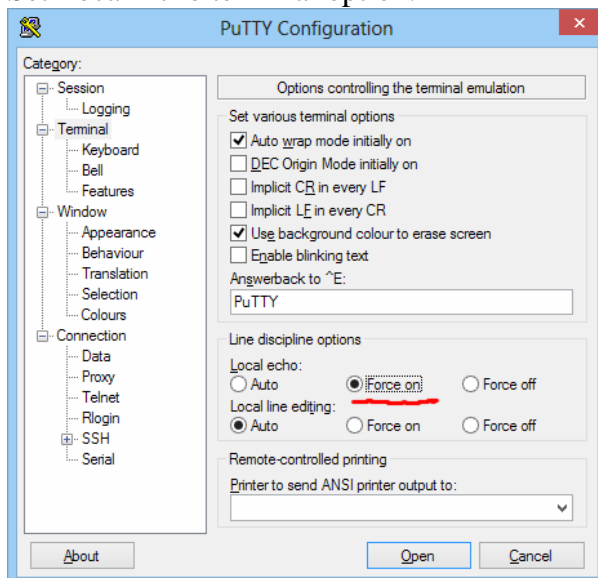 PuTTY Configuration
Category:
Session
Logging
Terminal
Keyboard
Bell
Features
Window
Appearance
Behaviour
Translation
Selection
Colours
Connection
Data
Proxy
Telnet
Rlogin
SSH
Serial
Options controlling the terminal emulation
Set various terminal options
Auto wrap mode initially on
DEC Origin Mode initially on
Implicit CR in every LF
Implicit LF in every CR
Use background colour to erase screen
Enable blinking text
Answerback to ^E:
PuTTY
Line discipline options
Local echo:
Auto Force on Force off
Local line editing:
Auto Force on Force off
Remote-controlled printing
Printer to send ANSI printer output to:
About Open Cancel